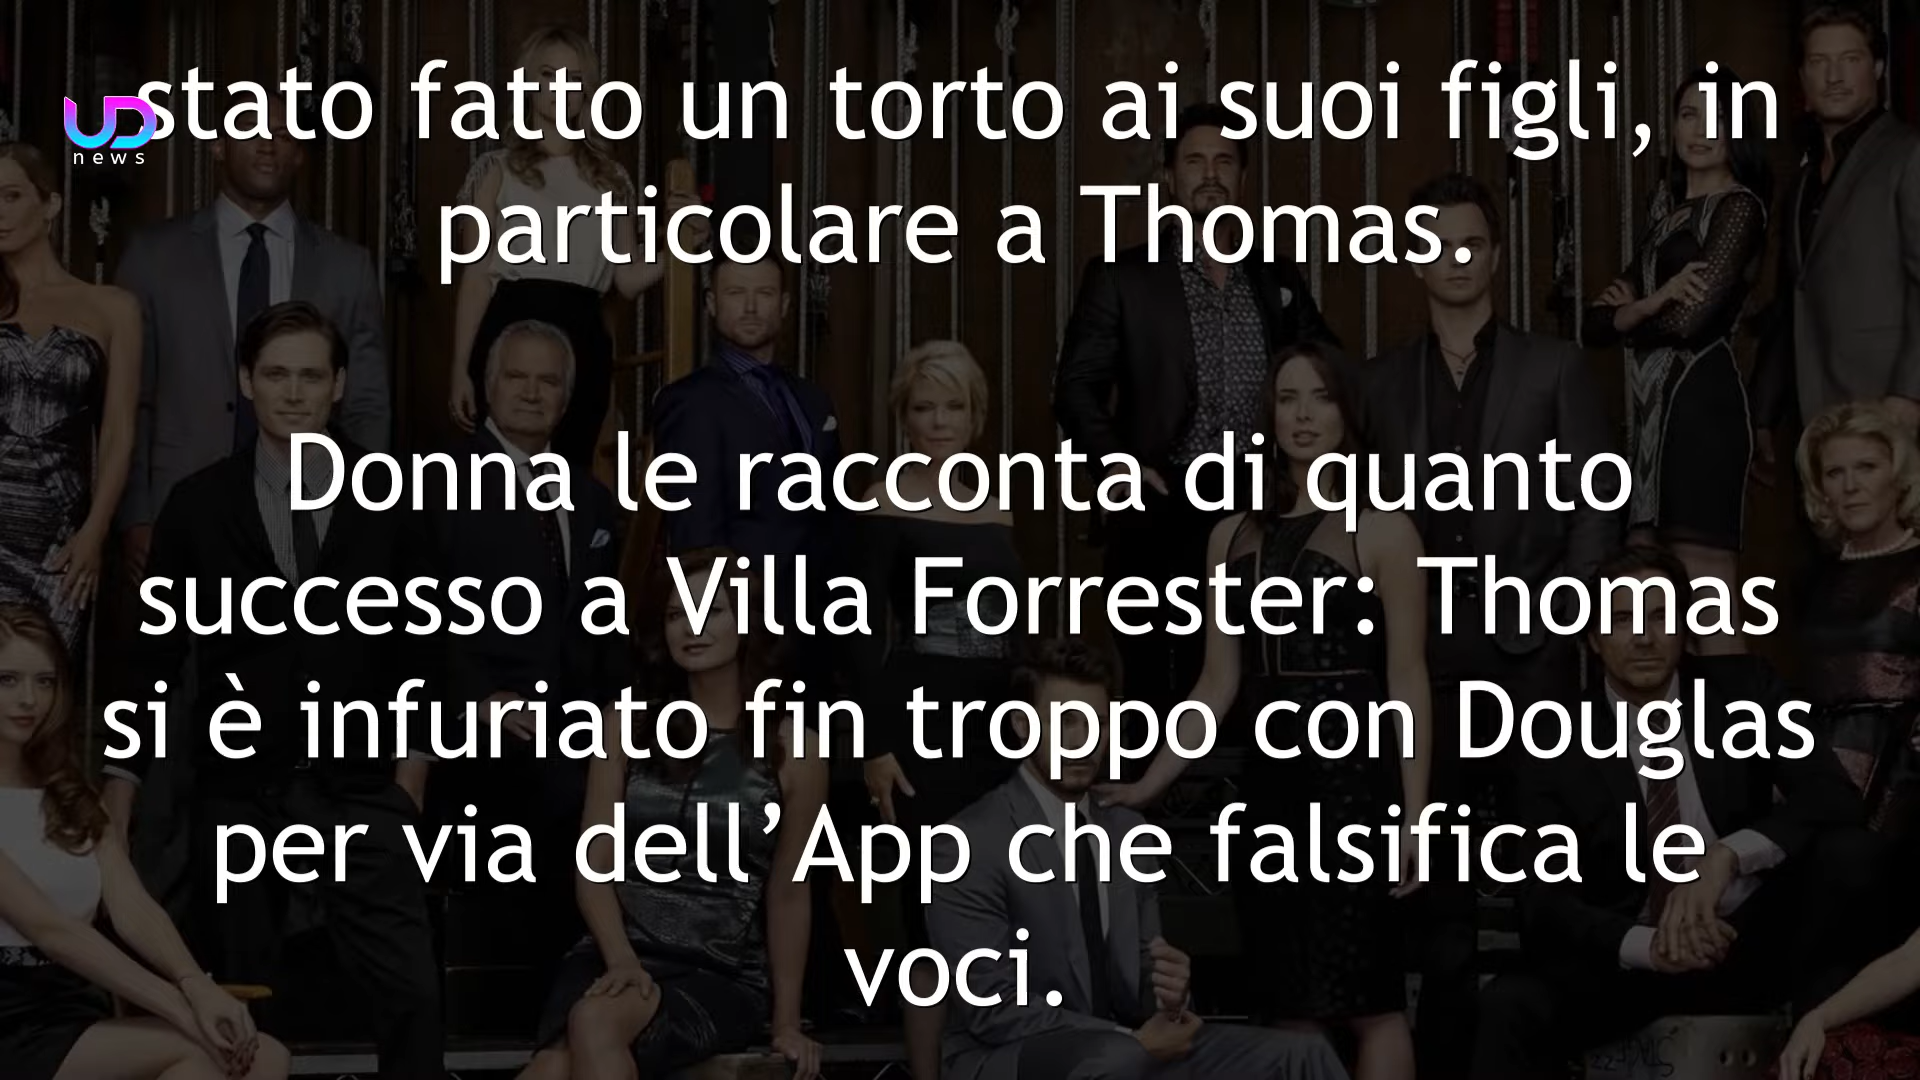 stato fatto un torto ai suoi figli, in
UD
news
particolare a Thomas.
Donna le racconta di quanto
successo a Villa Forrester: Thomas
si è infuriato fin troppo con Douglas
per via dell’App che falsifica le
voci.